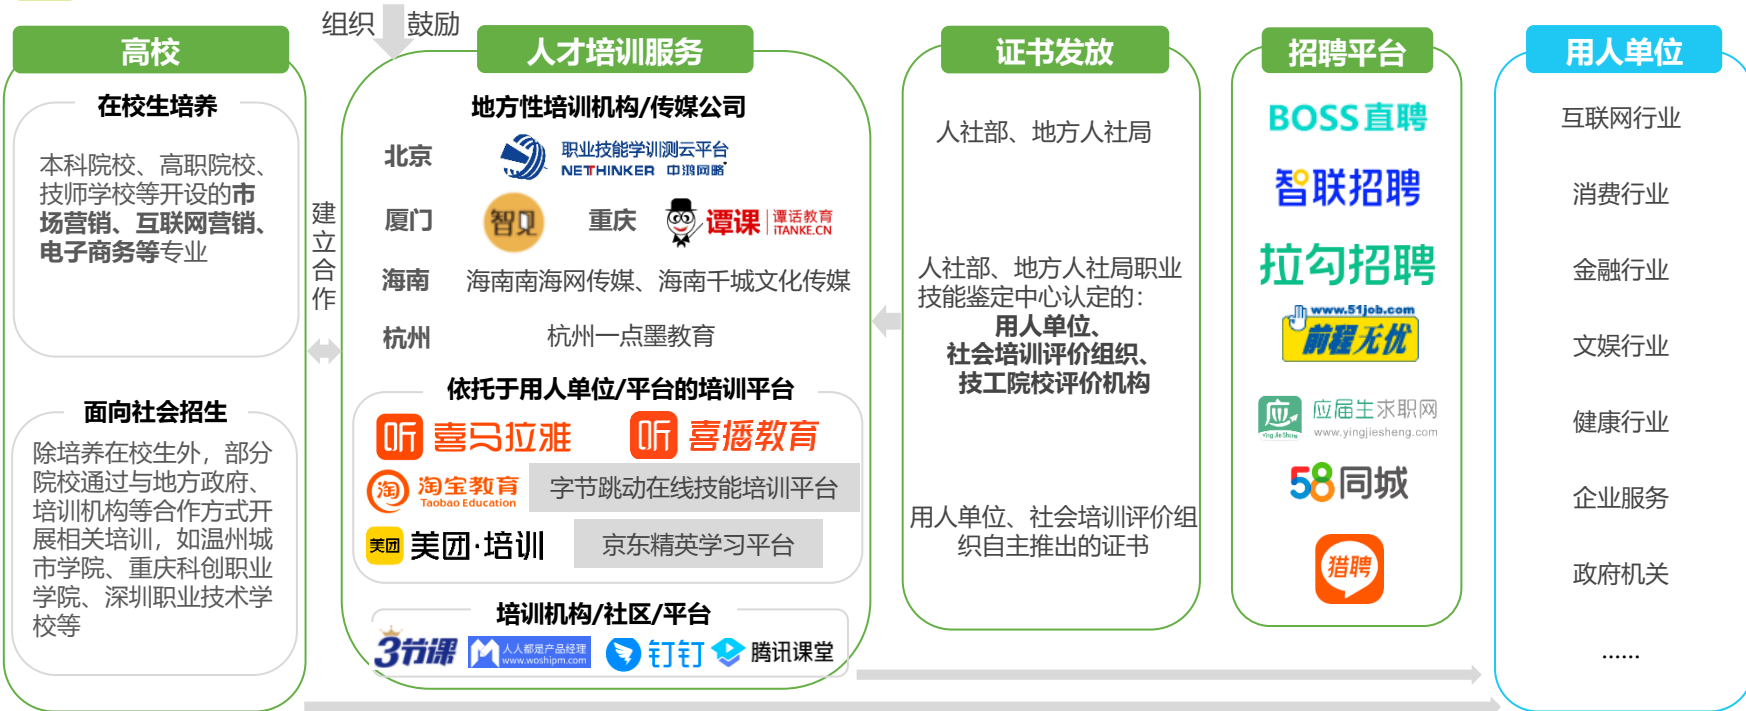 组织 鼓励
高校
在校生培养
本科院校、高职院校、
技师学校等开设的市
场营销、互联网营销、
电子商务等专业
面向社会招生
除培养在校生外，部分
院校通过与地方政府、
培训机构等合作方式开
展相关培训，如温州城
市学院、重庆科创职业
学院、深圳职业技术学
校等
建立合作
人才培训服务
地方性培训机构/传媒公司
北京
职业技能学训测云平台
NETHINKER 中鸿网略
厦门
智见
重庆
谭课
谭话教育
iTANKE.CN
海南
海南南海网传媒、海南千城文化传媒
杭州
杭州一点墨教育
依托于用人单位/平台的培训平台
听 喜马拉雅
听 喜播教育
淘 淘宝教育
Taobao Education
字节跳动在线技能培训平台
美团 美团·培训
京东精英学习平台
培训机构/社区/平台
3节课
人人都是产品经理
www.woshipm.com
钉钉
腾讯课堂
证书发放
人社部、地方人社局
人社部、地方人社局职业
技能鉴定中心认定的：
用人单位、
社会培训评价组织、
技工院校评价机构
用人单位、社会培训评价组
织自主推出的证书
招聘平台
BOSS直聘
智联招聘
拉勾招聘
www.51job.com
前程无忧
应
Ying Jie Sheng
应届生求职网
www.yingjiesheng.com
58同城
猎聘
用人单位
互联网行业
消费行业
金融行业
文娱行业
健康行业
企业服务
政府机关
......